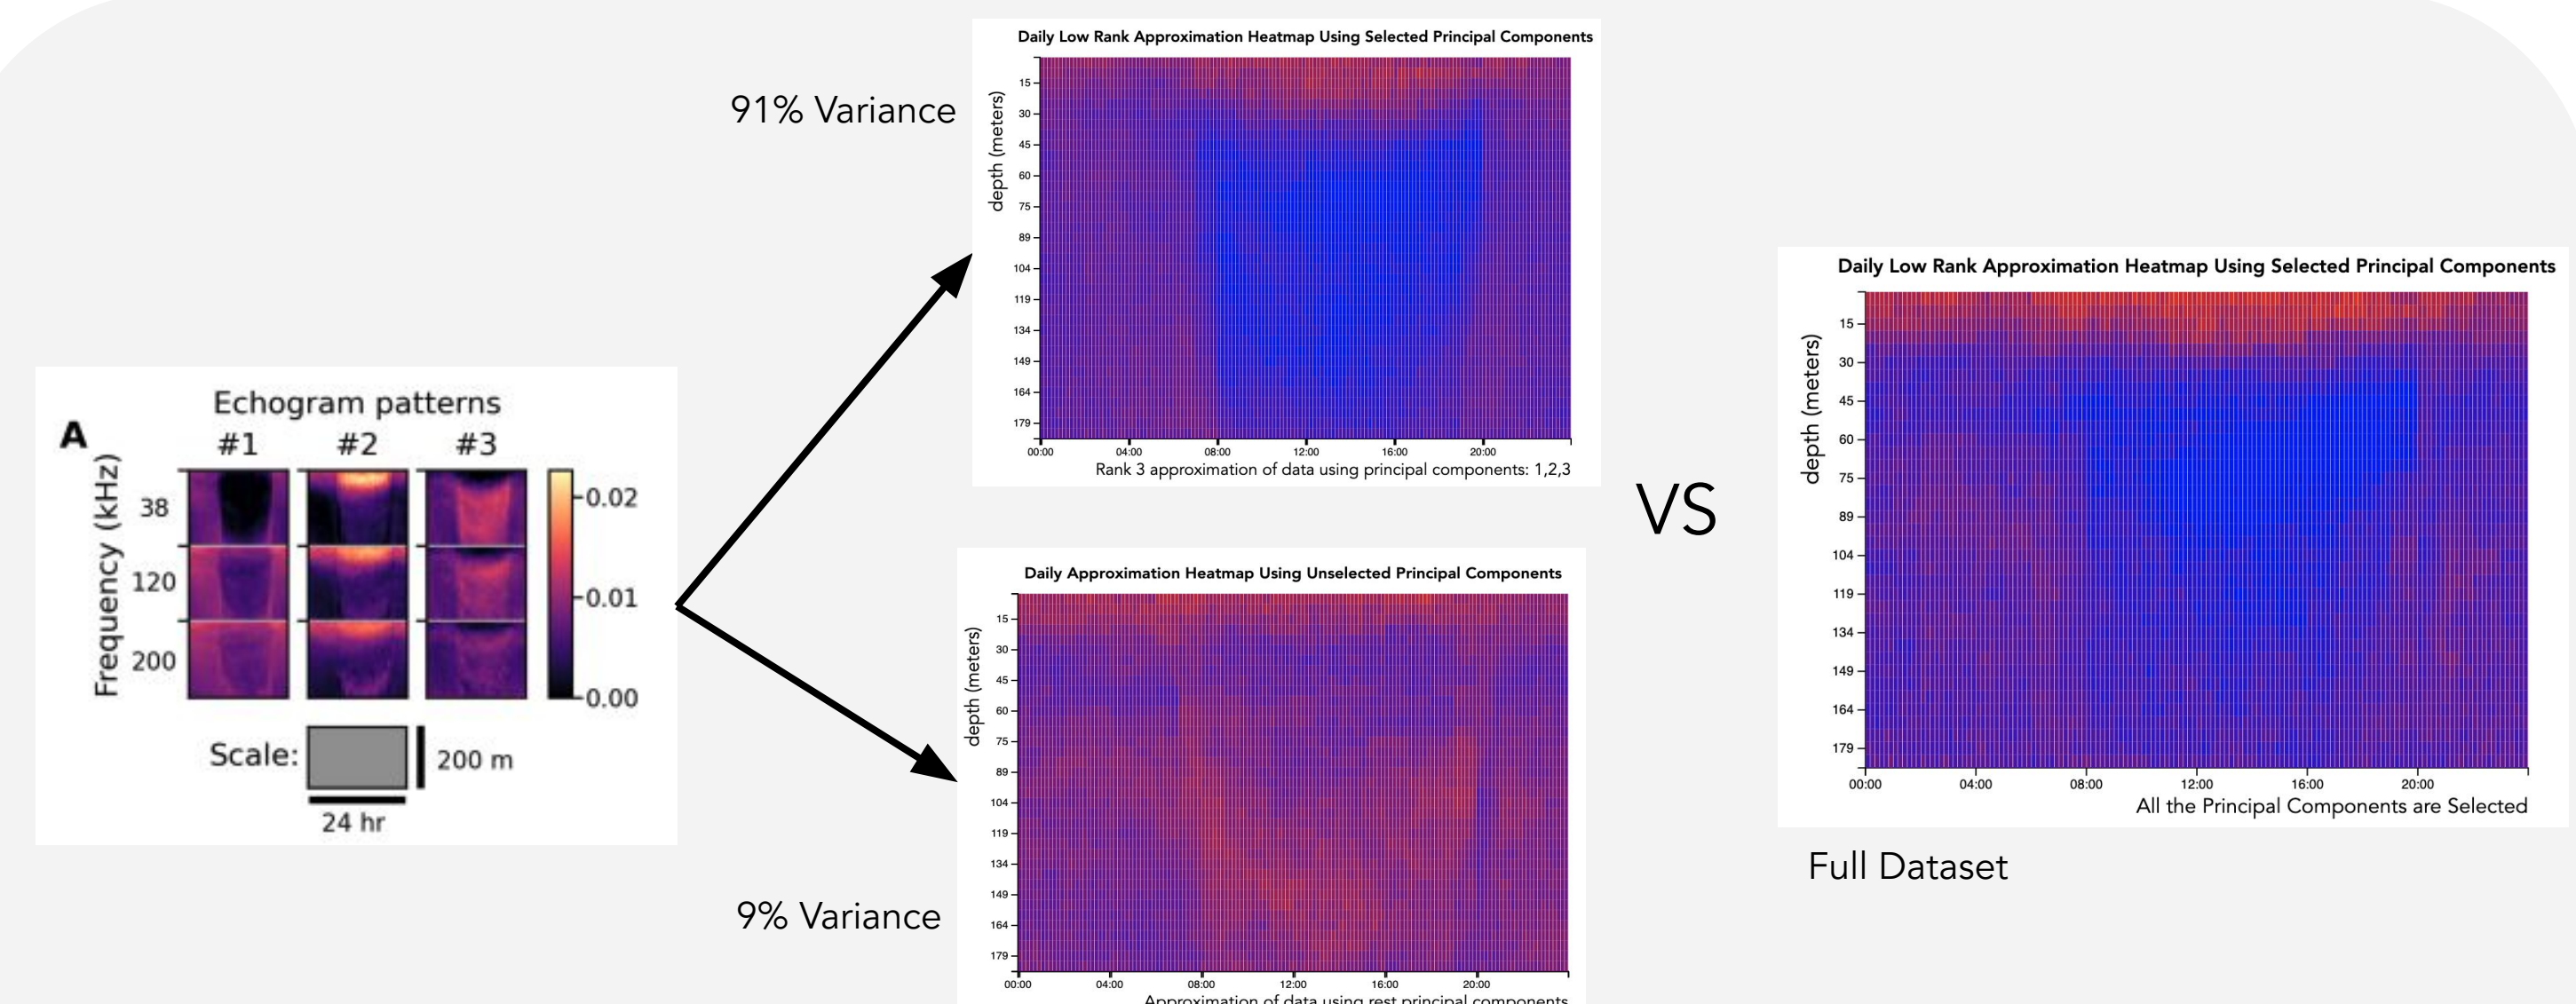 Daily Low Rank Approximation Heatmap Using Selected Principal Components
91% Variance
depth (meters)
15
30
45
60
75
89
104
119
134
149
164
179
00:00 04:00 08:00 12:00 16:00 20:00
Rank 3 approximation of data using principal components: 1,2,3
A
Echogram patterns
#1 #2 #3
Frequency (kHz)
38
120
200
0.02
0.01
0.00
Scale:
200 m
24 hr
Daily Approximation Heatmap Using Unselected Principal Components
9% Variance
depth (meters)
15
30
45
60
75
89
104
119
134
149
164
179
00:00 04:00 08:00 12:00 16:00 20:00
Approximation of data using rest principal components
VS
Daily Low Rank Approximation Heatmap Using Selected Principal Components
depth (meters)
15
30
45
60
75
89
104
119
134
149
164
179
00:00 04:00 08:00 12:00 16:00 20:00
All the Principal Components are Selected
Full Dataset